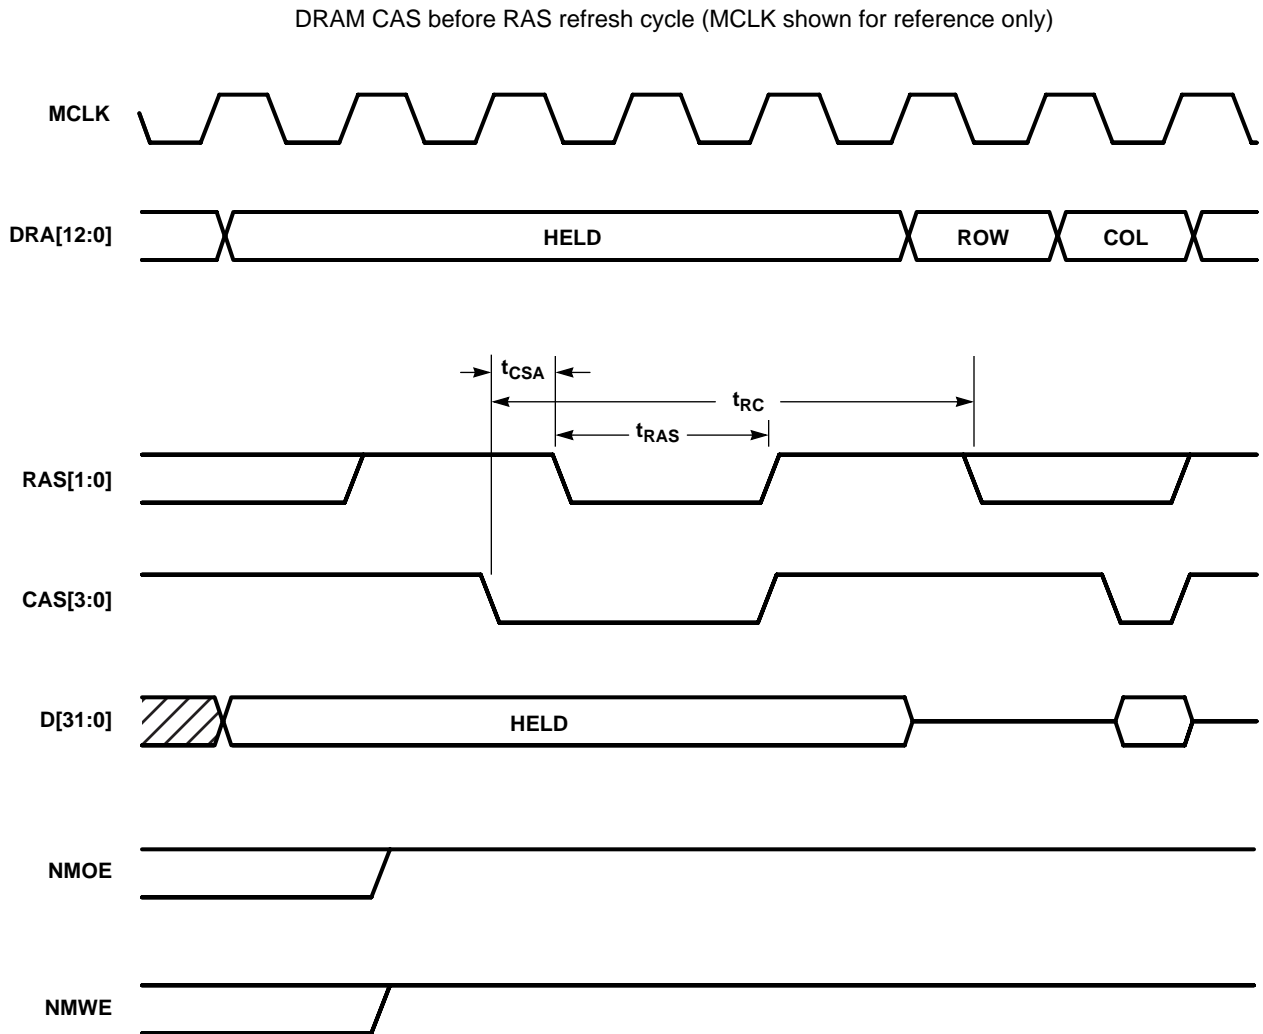 DRAM CAS before RAS refresh cycle (MCLK shown for reference only)
MCLK
DRA[12:0]
HELD
ROW
COL
tCSA
tRC
tRAS
RAS[1:0]
CAS[3:0]
D[31:0]
HELD
NMOE
NMWE